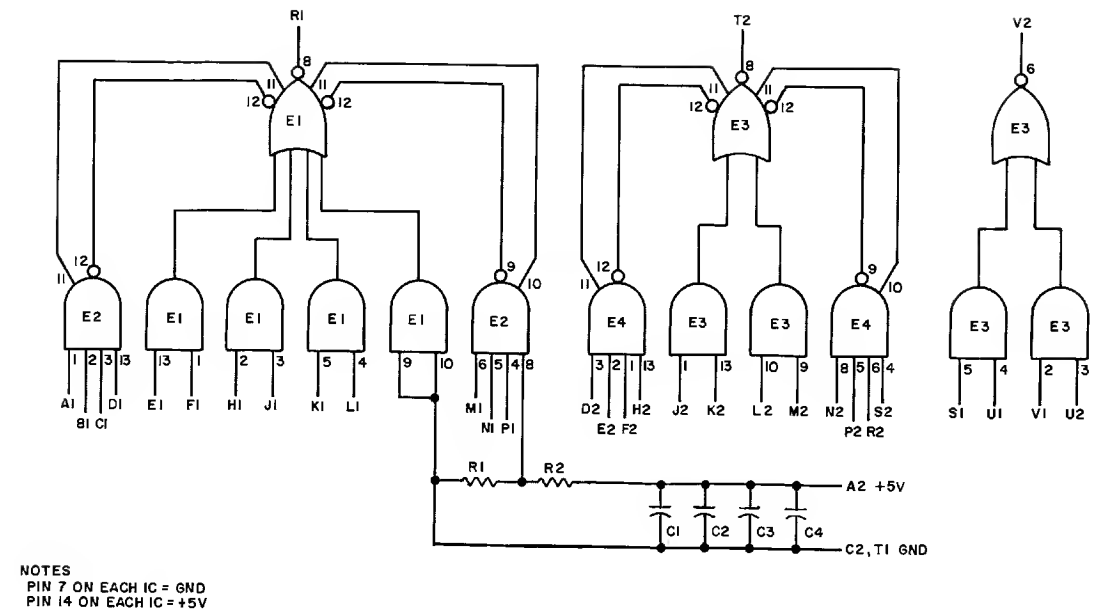 R1 T2 V2
8 8 6
11 11 11 11
12 12 12 12
E1 E3 E3
12 9 12 9
11 10 11 10
E2 E1 E1 E1 E1 E2 E4 E3 E3 E4 E3 E3
1 2 3 13 13 1 2 3 5 4 9 10 6 5 4 8 3 2 1 13 1 13 10 9 8 5 6 4 5 4 2 3
A1 D1 E1 F1 H1 J1 K1 L1 M1 D2 H2 J2 K2 L2 M2 N2 S2 S1 U1 V1 U2
B1 C1 N1 P1 E2 F2 P2 R2
R1 R2
A2 +5V
C1 C2 C3 C4
C2, T1 GND
NOTES
PIN 7 ON EACH IC = GND
PIN 14 ON EACH IC = +5V